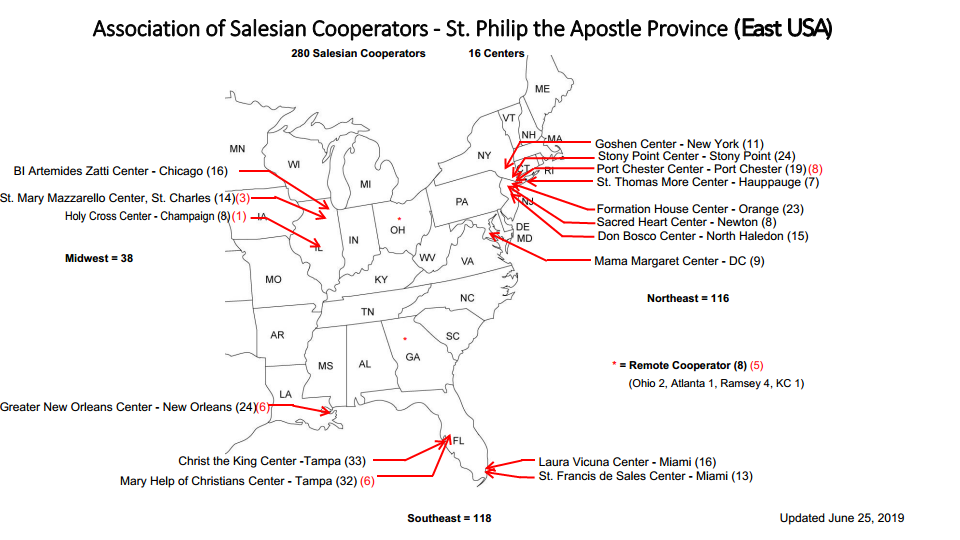 Association of Salesian Cooperators - St. Philip the Apostle Province (East USA)
280 Salesian Cooperators 16 Centers
ME
VT
NH
MA
MN
WI
NY
Goshen Center - New York (11)
Stony Point Center - Stony Point (24)
CT
RI
Port Chester Center - Port Chester (19)(8)
St. Thomas More Center - Hauppauge (7)
BI Artemides Zatti Center - Chicago (16)
MI
St. Mary Mazzarello Center, St. Charles (14)(3)
PA
NJ
Formation House Center - Orange (23)
Holy Cross Center - Champaign (8)(1)
IA
*
Sacred Heart Center - Newton (8)
OH
DE
IN
MD
Don Bosco Center - North Haledon (15)
IL
Midwest = 38
WV
VA
Mama Margaret Center - DC (9)
MO
KY
NC
Northeast = 116
TN
AR
SC
*
GA
MS
AL
* = Remote Cooperator (8) (5)
(Ohio 2, Atlanta 1, Ramsey 4, KC 1)
LA
Greater New Orleans Center - New Orleans (24)(6)
FL
Christ the King Center -Tampa (33)
Laura Vicuna Center - Miami (16)
Mary Help of Christians Center - Tampa (32) (6)
St. Francis de Sales Center - Miami (13)
Southeast = 118
Updated June 25, 2019